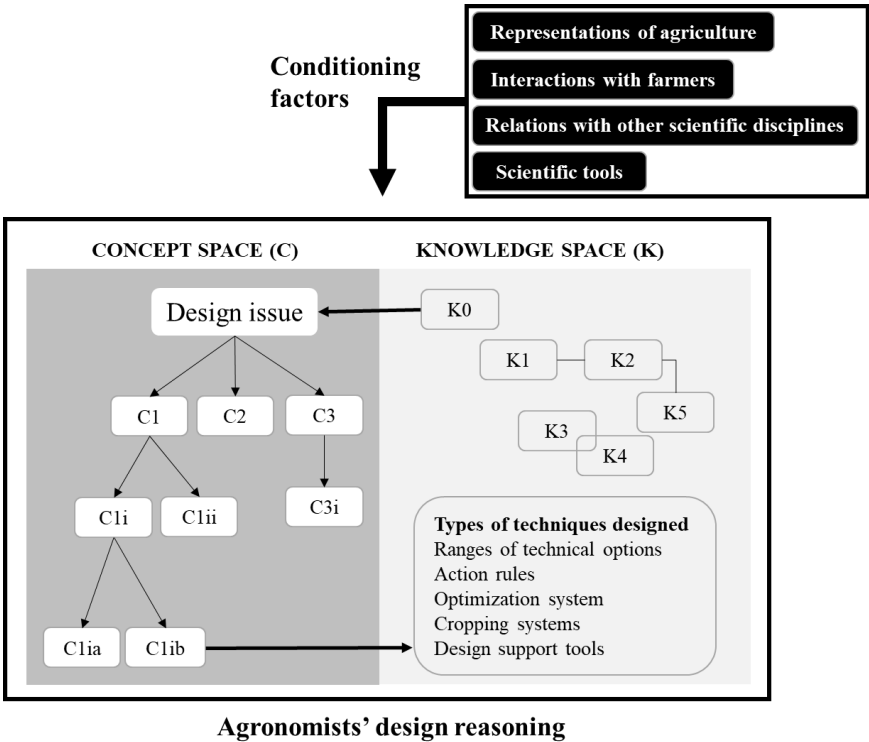 Representations of agriculture
Conditioning
factors
Interactions with farmers
Relations with other scientific disciplines
Scientific tools
CONCEPT SPACE (C)
KNOWLEDGE SPACE (K)
Design issue
K0
K1
K2
C1
C2
C3
K5
K3
K4
C1i
C1ii
C3i
Types of techniques designed
Ranges of technical options
Action rules
Optimization system
Cropping systems
Design support tools
C1ia
C1ib
Agronomists’ design reasoning